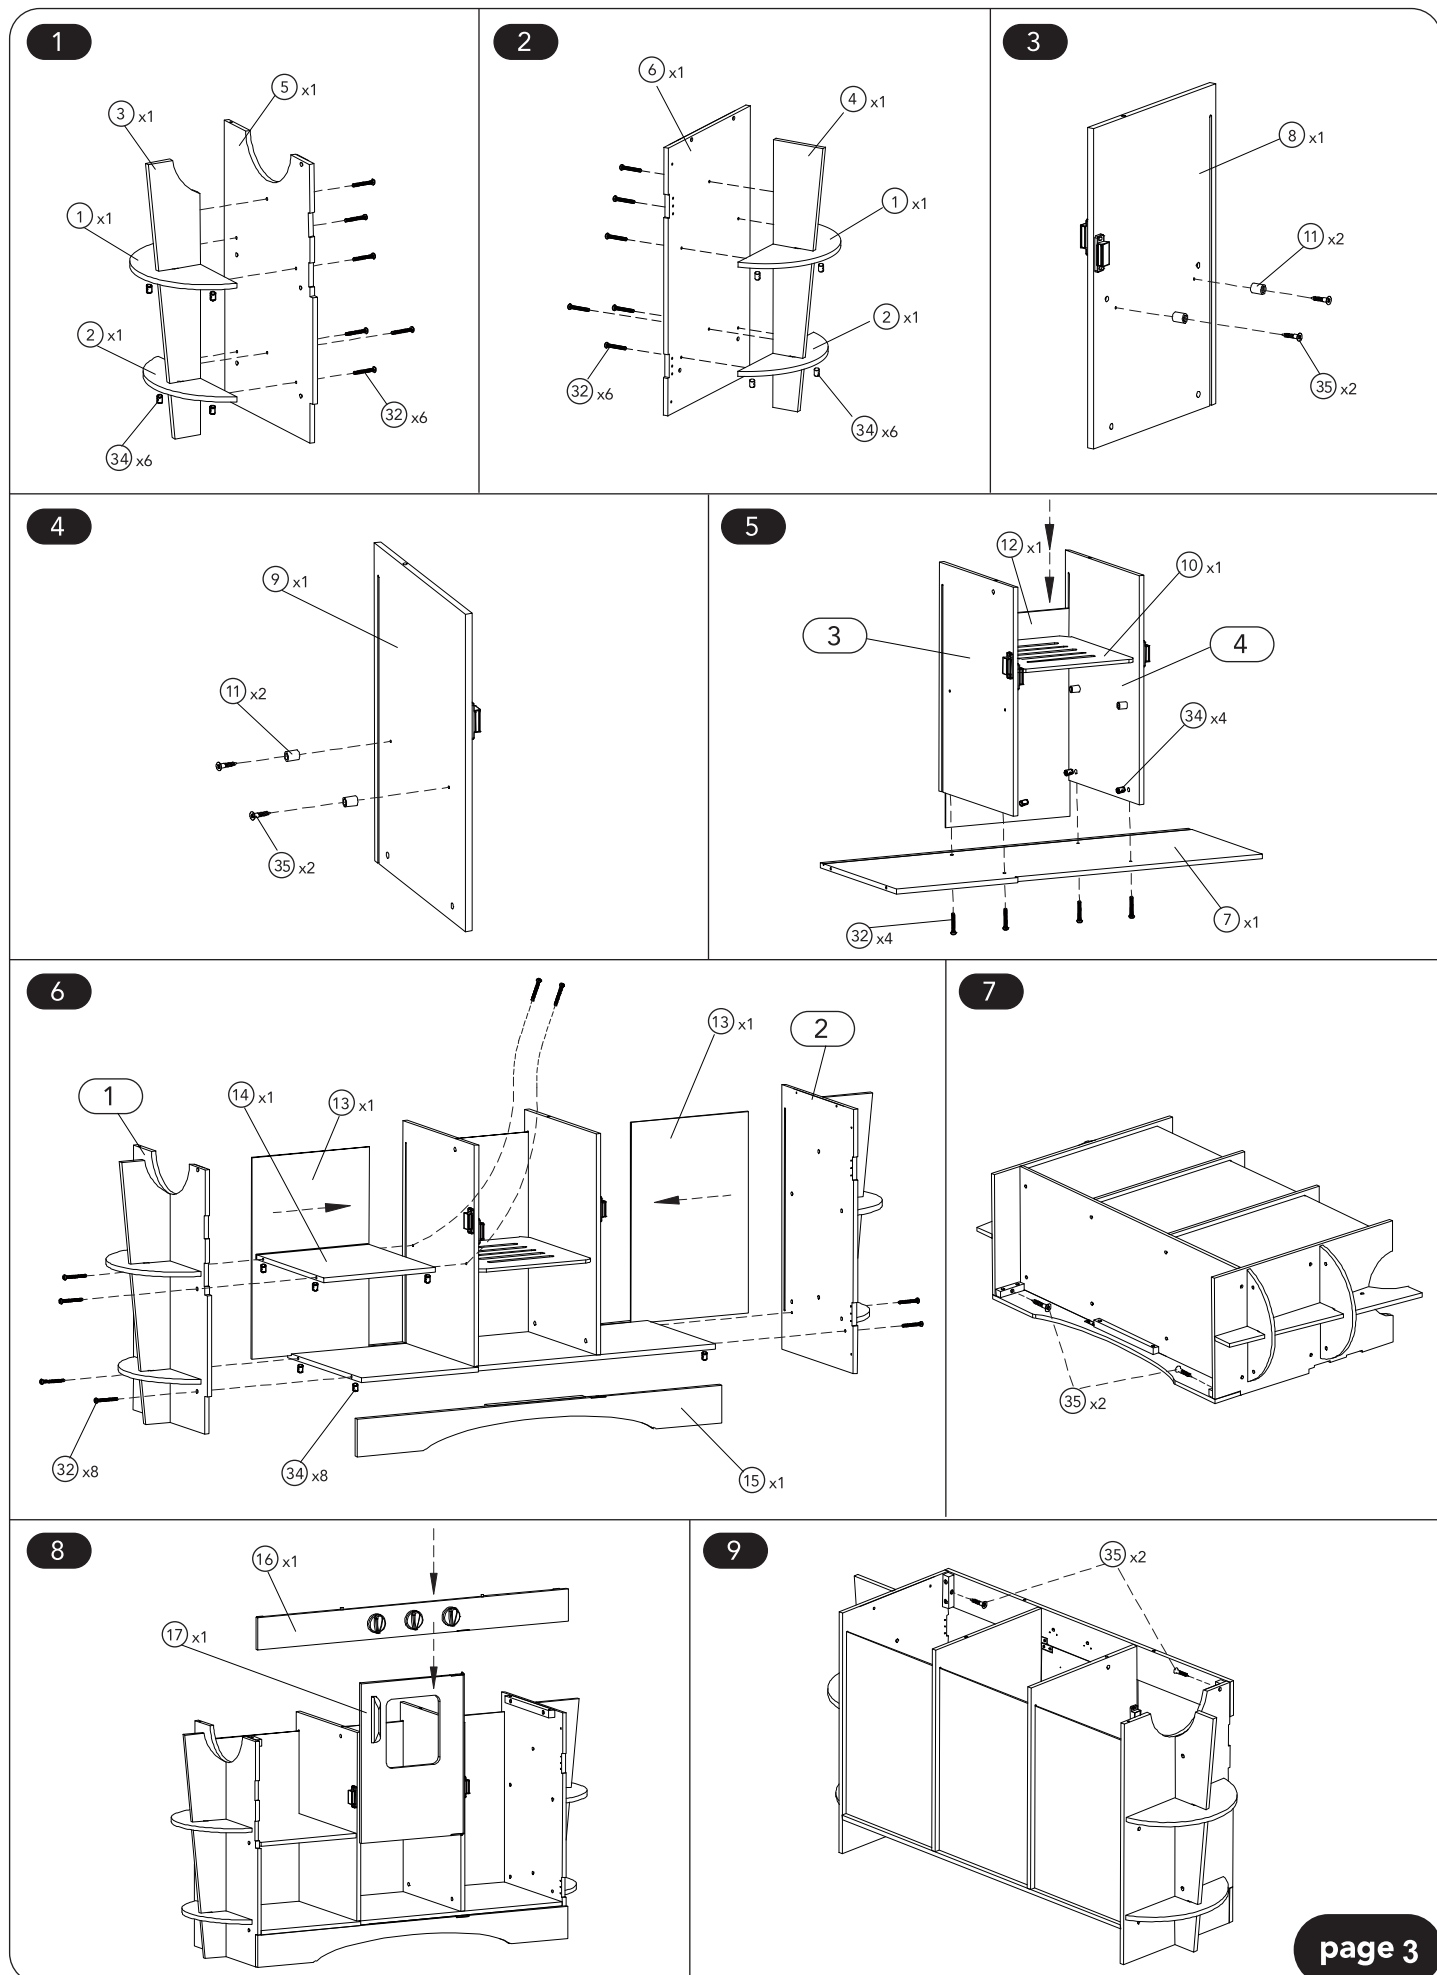 1
5 x1
3 x1
1 x1
2 x1
32 x6
34 x6
2
6 x1
4 x1
1 x1
2 x1
32 x6
34 x6
3
8 x1
11 x2
35 x2
4
9 x1
11 x2
35 x2
5
12 x1
10 x1
3
4
34 x4
7 x1
32 x4
6
13 x1
2
1
14 x1
13 x1
32 x8
34 x8
15 x1
7
35 x2
8
16 x1
17 x1
9
35 x2
page 3